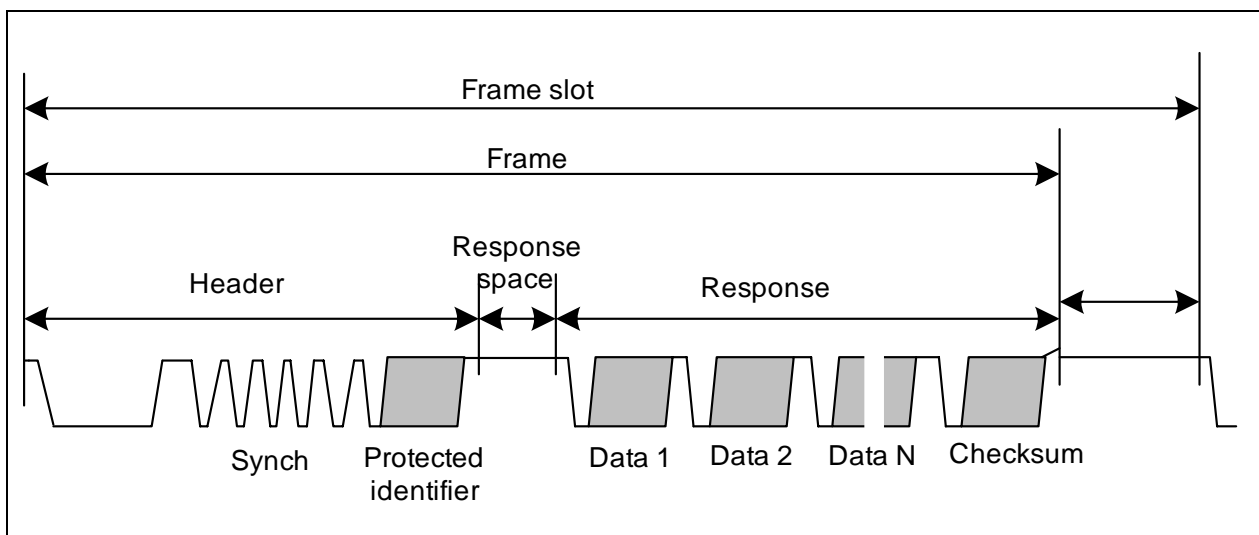 Frame slot
Frame
Header
Response
space
Response
Synch
Protected
identifier
Data 1
Data 2
Data N
Checksum